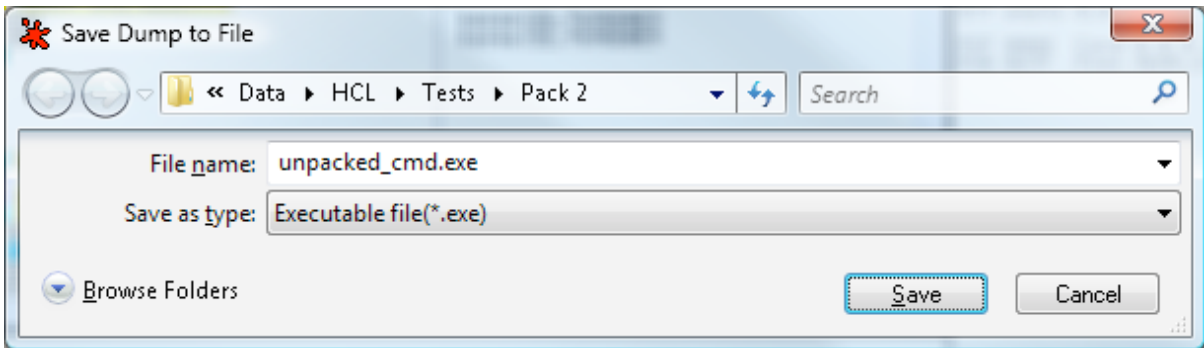 Save Dump to File
« Data ▸ HCL ▸ Tests ▸ Pack 2 Search
File name: unpacked_cmd.exe
Save as type: Executable file(*.exe)
Browse Folders Save Cancel